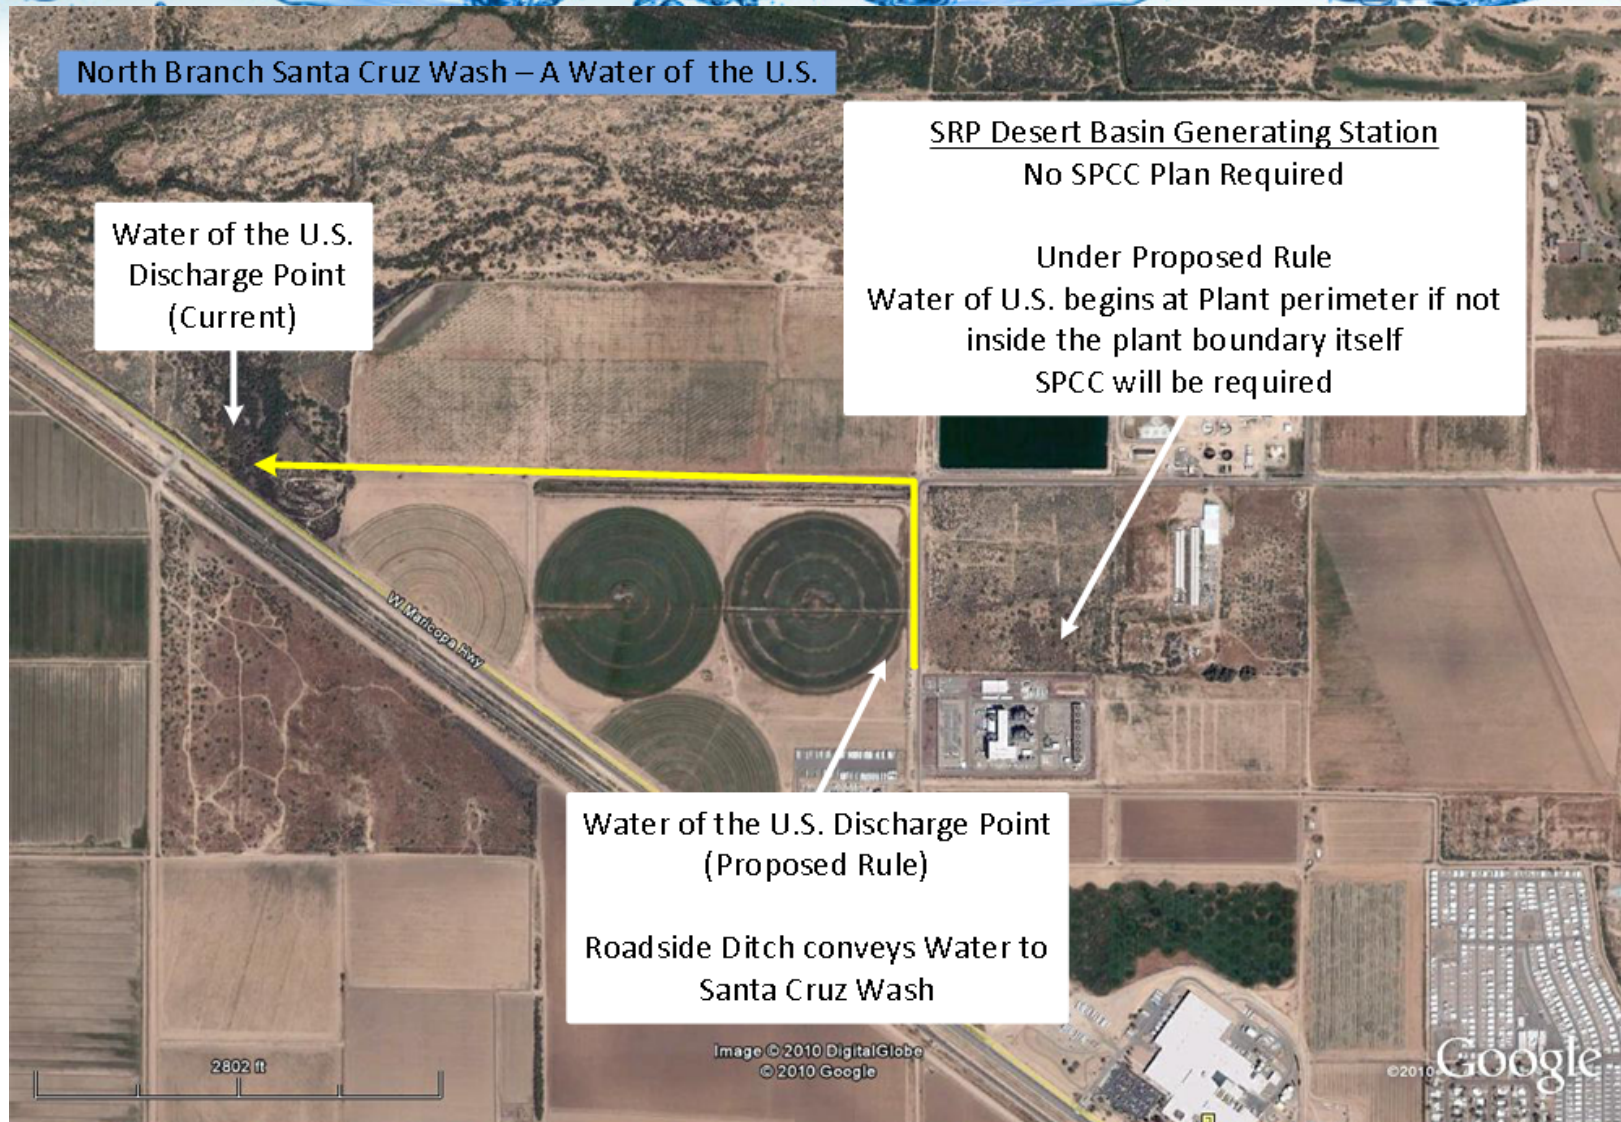 North Branch Santa Cruz Wash – A Water of the U.S.
SRP Desert Basin Generating Station
No SPCC Plan Required
Under Proposed Rule
Water of U.S. begins at Plant perimeter if not
inside the plant boundary itself
SPCC will be required
Water of the U.S.
Discharge Point
(Current)
W Maricopa Hwy
Water of the U.S. Discharge Point
(Proposed Rule)
Roadside Ditch conveys Water to
Santa Cruz Wash
2802 ft
Image © 2010 DigitalGlobe
© 2010 Google
©2010 Google